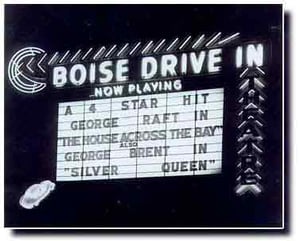 BOISE DRIVE IN
THEATRE
NOW PLAYING
A 4 STAR HIT
GEORGE RAFT IN
"THE HOUSE ACROSS THE BAY"
ALSO
GEORGE BRENT IN
"SILVER QUEEN"